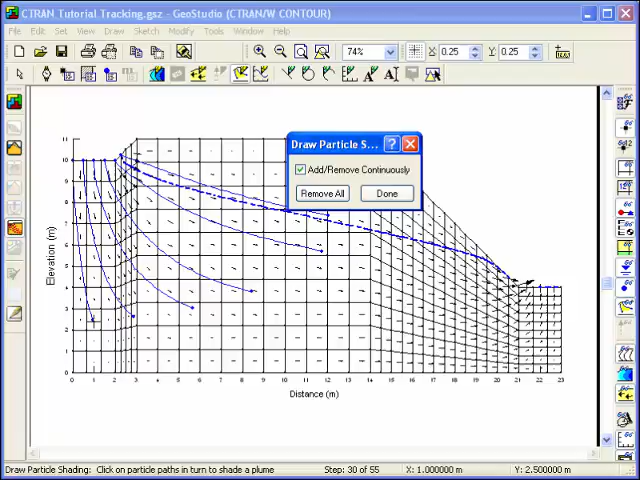 CTRAN_Tutorial Tracking.gsz - GeoStudio (CTRAN/W CONTOUR)
File Edit Set View Draw Sketch Modify Tools Window Help
74% X: 0.25 Y: 0.25
Draw Particle S...
Add/Remove Continuously
Remove All Done
Elevation (m)
11
10
9
8
7
6
5
4
3
2
1
0
0 1 2 3 4 5 6 7 8 9 10 11 12 13 14 15 16 17 18 19 20 21 22 23
Distance (m)
Draw Particle Shading: Click on particle paths in turn to shade a plume Step: 30 of 55 X: 1.000000 m Y: 2.500000 m